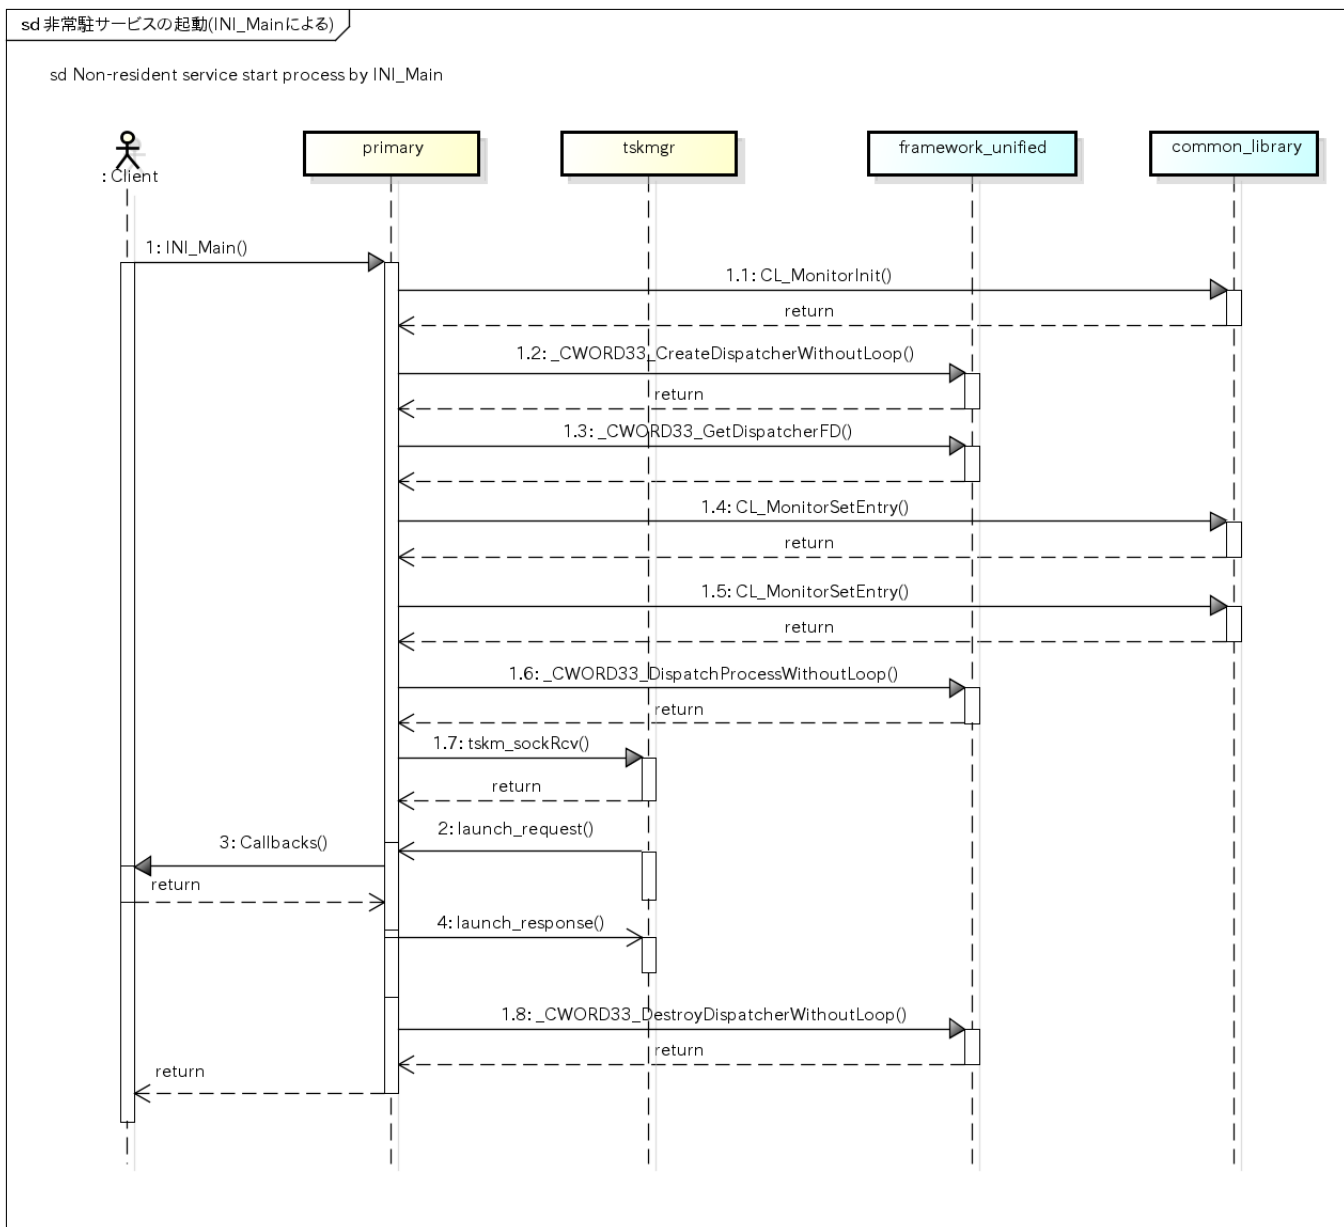 sd 非常駐サービスの起動(INI_Mainによる)
sd Non-resident service start process by INI_Main
: Client
primary
tskmgr
framework_unified
common_library
1: INI_Main()
1.1: CL_MonitorInit()
return
1.2: _CWORD33_CreateDispatcherWithoutLoop()
return
1.3: _CWORD33_GetDispatcherFD()
1.4: CL_MonitorSetEntry()
return
1.5: CL_MonitorSetEntry()
return
1.6: _CWORD33_DispatchProcessWithoutLoop()
return
1.7: tskm_sockRcv()
return
2: launch_request()
3: Callbacks()
return
4: launch_response()
1.8: _CWORD33_DestroyDispatcherWithoutLoop()
return
return